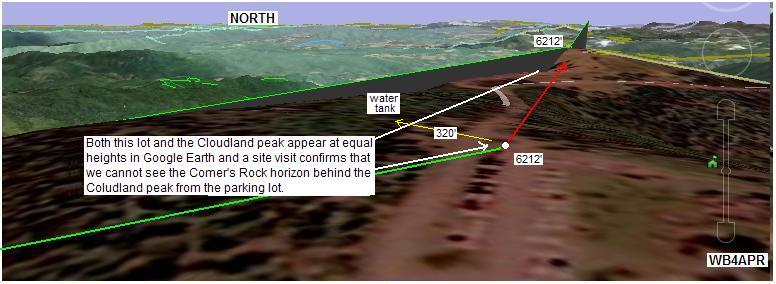 NORTH
6212'
water
tank
320'
Both this lot and the Cloudland peak appear at equal
heights in Google Earth and a site visit confirms that
we cannot see the Comer's Rock horizon behind the
Coludland peak from the parking lot.
6212'
WB4APR